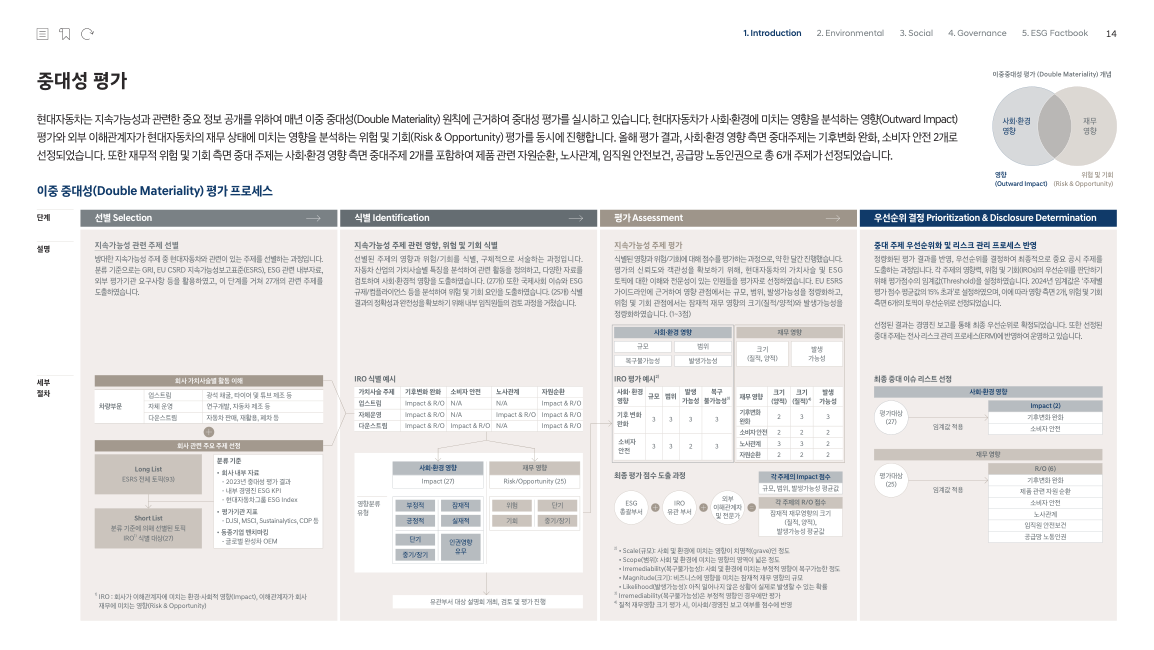 1. Introduction 2. Environmental 3. Social 4. Governance 5. ESG Factbook 14
중대성 평가
현대자동차는 지속가능성과 관련한 중요 정보 공개를 위하여 매년 이중 중대성(Double Materiality) 원칙에 근거하여 중대성 평가를 실시하고 있습니다. 현대자동차가 사회·환경에 미치는 영향을 분석하는 영향(Outward Impact)
평가와 외부 이해관계자가 현대자동차의 재무 상태에 미치는 영향을 분석하는 위험 및 기회(Risk & Opportunity) 평가를 동시에 진행합니다. 올해 평가 결과, 사회·환경 영향 측면 중대주제는 기후변화 완화, 소비자 안전 2개로
선정되었습니다. 또한 재무적 위험 및 기회 측면 중대 주제는 사회·환경 영향 측면 중대주제 2개를 포함하여 제품 관련 자원순환, 노사관계, 임직원 안전보건, 공급망 노동인권으로 총 6개 주제가 선정되었습니다.
이중중대성 평가 (Double Materiality) 개념
사회·환경 영향
재무 영향
영향 (Outward Impact)
위험 및 기회 (Risk & Opportunity)
이중 중대성(Double Materiality) 평가 프로세스
단계
설명
세부 절차
선별 Selection
지속가능성 관련 주제 선별
방대한 지속가능성 주제 중 현대자동차와 관련이 있는 주제를 선별하는 과정입니다.
분류 기준으로는 GRI, EU CSRD 지속가능성보고표준(ESRS), ESG 관련 내부자료,
외부 평가기관 요구사항 등을 활용하였고, 이 단계를 거쳐 27개의 관련 주제를
도출하였습니다.
회사 가치사슬별 활동 이해
차량부문
업스트림 광석 채굴, 타이어 및 튜브 제조 등
자체 운영 연구개발, 자동차 제조 등
다운스트림 자동차 판매, 재활용, 폐차 등
회사 관련 주요 주제 선정
Long List
ESRS 전체 토픽(93)
Short List
분류 기준에 의해 선별된 토픽
IRO¹⁾ 식별 대상(27)
분류 기준
• 회사 내부 자료
- 2023년 중대성 평가 결과
- 내부 경영진 ESG KPI
- 현대자동차그룹 ESG Index
• 평가기관 지표
- DJSI, MSCI, Sustainalytics, CDP 등
• 동종기업 벤치마킹
- 글로벌 완성차 OEM
¹⁾ IRO : 회사가 이해관계자에 미치는 환경·사회적 영향(Impact), 이해관계자가 회사
재무에 미치는 영향(Risk & Opportunity)
식별 Identification
지속가능성 주제 관련 영향, 위험 및 기회 식별
선별된 주제의 영향과 위험/기회를 식별, 구체적으로 서술하는 과정입니다.
자동차 산업의 가치사슬별 특징을 분석하여 관련 활동을 정의하고, 다양한 자료를
검토하여 사회·환경적 영향을 도출하였습니다. (27개) 또한 국제사회 이슈와 ESG
규제/컴플라이언스 등을 분석하여 위험 및 기회 요인을 도출하였습니다. (25개) 식별
결과의 정확성과 완전성을 확보하기 위해 내부 임직원들의 검토 과정을 거쳤습니다.
IRO 식별 예시
가치사슬 주제 기후변화 완화 소비자 안전 노사관계 자원순환
업스트림 Impact & R/O N/A N/A Impact & R/O
자체운영 Impact & R/O N/A Impact & R/O Impact & R/O
다운스트림 Impact & R/O Impact & R/O N/A Impact & R/O
사회·환경 영향 재무 영향
Impact (27) Risk/Opportunity (25)
영향분류 유형
부정적 잠재적 위험 단기
긍정적 실재적 기회 중기/장기
단기 인권영향 유무
중기/장기
유관부서 대상 설명회 개최, 검토 및 평가 진행
평가 Assessment
지속가능성 주제 평가
식별된 영향과 위험/기회에 대해 점수를 평가하는 과정으로, 약 한 달간 진행했습니다.
평가의 신뢰도와 객관성을 확보하기 위해, 현대자동차의 가치사슬 및 ESG
토픽에 대한 이해와 전문성이 있는 인원들을 평가자로 선정하였습니다. EU ESRS
가이드라인에 근거하여 영향 관점에서는 규모, 범위, 발생가능성을 정량화하고,
위험 및 기회 관점에서는 잠재적 재무 영향의 크기(질적/양적)와 발생가능성을
정량화하였습니다. (1~3점)
사회·환경 영향 재무 영향
규모 범위 크기 (질적, 양적) 발생 가능성
복구불가능성 발생가능성
IRO 평가 예시²⁾
사회·환경 영향 규모 범위 발생 가능성 복구 불가능성³⁾
기후 변화 완화 3 3 3 3
소비자 안전 3 3 2 3
재무 영향 크기 (양적) 크기 (질적)⁴⁾ 발생 가능성
기후변화 완화 2 3 3
소비자 안전 2 2 2
노사관계 3 3 2
자원순환 2 2 2
최종 평가 점수 도출 과정
ESG 총괄부서
IRO 유관 부서
외부 이해관계자 및 전문가
각 주제의 Impact 점수
규모, 범위, 발생가능성 평균값
각 주제의 R/O 점수
잠재적 재무영향의 크기
(질적, 양적),
발생가능성 평균값
²⁾ • Scale(규모): 사회 및 환경에 미치는 영향이 치명적(grave)인 정도
• Scope(범위): 사회 및 환경에 미치는 영향의 영역이 넓은 정도
• Irremediability(복구불가능성): 사회 및 환경에 미치는 부정적 영향이 복구가능한 정도
• Magnitude(크기): 비즈니스에 영향을 미치는 잠재적 재무 영향의 규모
• Likelihood(발생가능성): 아직 일어나지 않은 상황이 실제로 발생할 수 있는 확률
³⁾ Irremediability(복구불가능성)은 부정적 영향인 경우에만 평가
⁴⁾ 질적 재무영향 크기 평가 시, 이사회/경영진 보고 여부를 점수에 반영
우선순위 결정 Prioritization & Disclosure Determination
중대 주제 우선순위화 및 리스크 관리 프로세스 반영
정량화된 평가 결과를 반영, 우선순위를 결정하여 최종적으로 중요 공시 주제를
도출하는 과정입니다. 각 주제의 영향력, 위험 및 기회(IROs)의 우선순위를 판단하기
위해 평가점수의 임계값(Threshold)을 설정하였습니다. 2024년 임계값은 '주제별
평가 점수 평균값의 15% 초과'로 설정하였으며, 이에 따라 영향 측면 2개, 위험 및 기회
측면 6개의 토픽이 우선순위로 선정되었습니다.
선정된 결과는 경영진 보고를 통해 최종 우선순위로 확정되었습니다. 또한 선정된
중대 주제는 전사 리스크 관리 프로세스(ERM)에 반영하여 운영하고 있습니다.
최종 중대 이슈 리스트 선정
사회·환경 영향
평가대상 (27)
임계값 적용
Impact (2)
기후변화 완화
소비자 안전
재무 영향
평가대상 (25)
임계값 적용
R/O (6)
기후변화 완화
제품 관련 자원 순환
소비자 안전
노사관계
임직원 안전보건
공급망 노동인권